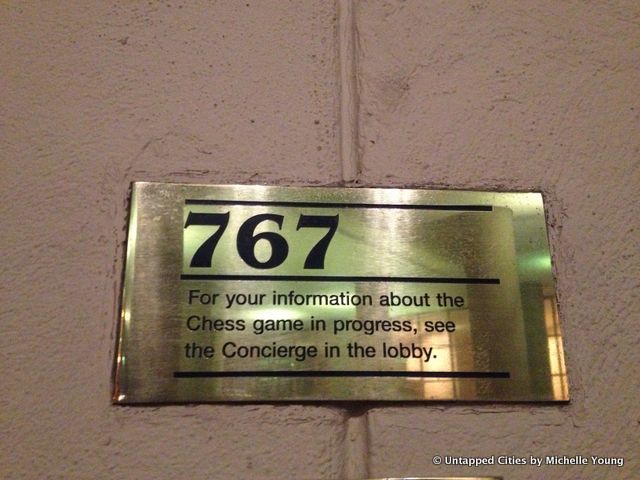 767
For your information about the
Chess game in progress, see
the Concierge in the lobby.
© Untapped Cities by Michelle Young